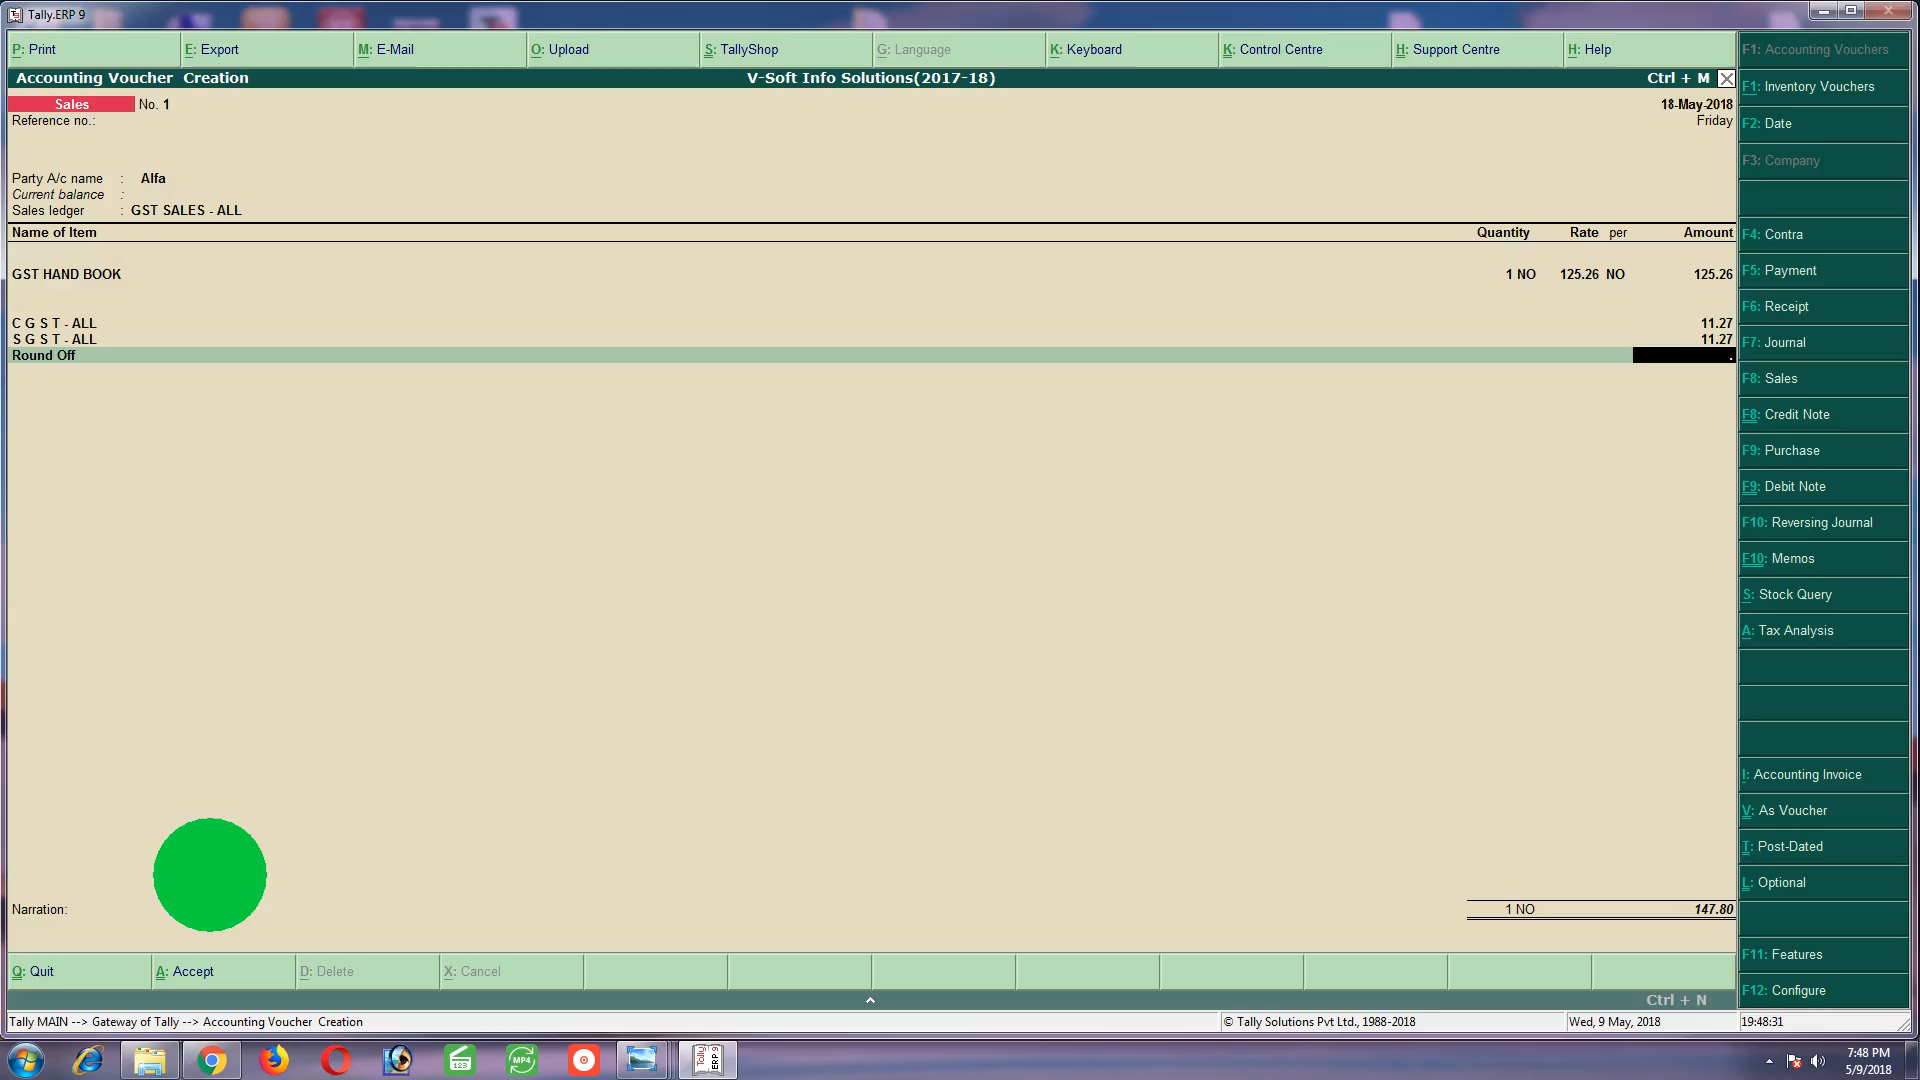 Tally.ERP 9
P: Print E: Export M: E-Mail O: Upload S: TallyShop G: Language K: Keyboard K: Control Centre H: Support Centre H: Help
Accounting Voucher Creation V-Soft Info Solutions(2017-18) Ctrl + M
Sales No. 1 18-May-2018
Reference no.: Friday
Party A/c name : Alfa
Current balance :
Sales ledger : GST SALES - ALL
Name of Item Quantity Rate per Amount
GST HAND BOOK 1 NO 125.26 NO 125.26
C G S T - ALL 11.27
S G S T - ALL 11.27
Round Off .
Narration: 1 NO 147.80
Q: Quit A: Accept D: Delete X: Cancel
Ctrl + N
F1: Accounting Vouchers
F1: Inventory Vouchers
F2: Date
F3: Company
F4: Contra
F5: Payment
F6: Receipt
F7: Journal
F8: Sales
F8: Credit Note
F9: Purchase
F9: Debit Note
F10: Reversing Journal
F10: Memos
S: Stock Query
A: Tax Analysis
I: Accounting Invoice
V: As Voucher
T: Post-Dated
L: Optional
F11: Features
F12: Configure
Tally MAIN --> Gateway of Tally --> Accounting Voucher Creation © Tally Solutions Pvt Ltd., 1988-2018 Wed, 9 May, 2018 19:48:31
123
MP4
Tally
ERP 9
7:48 PM
5/9/2018